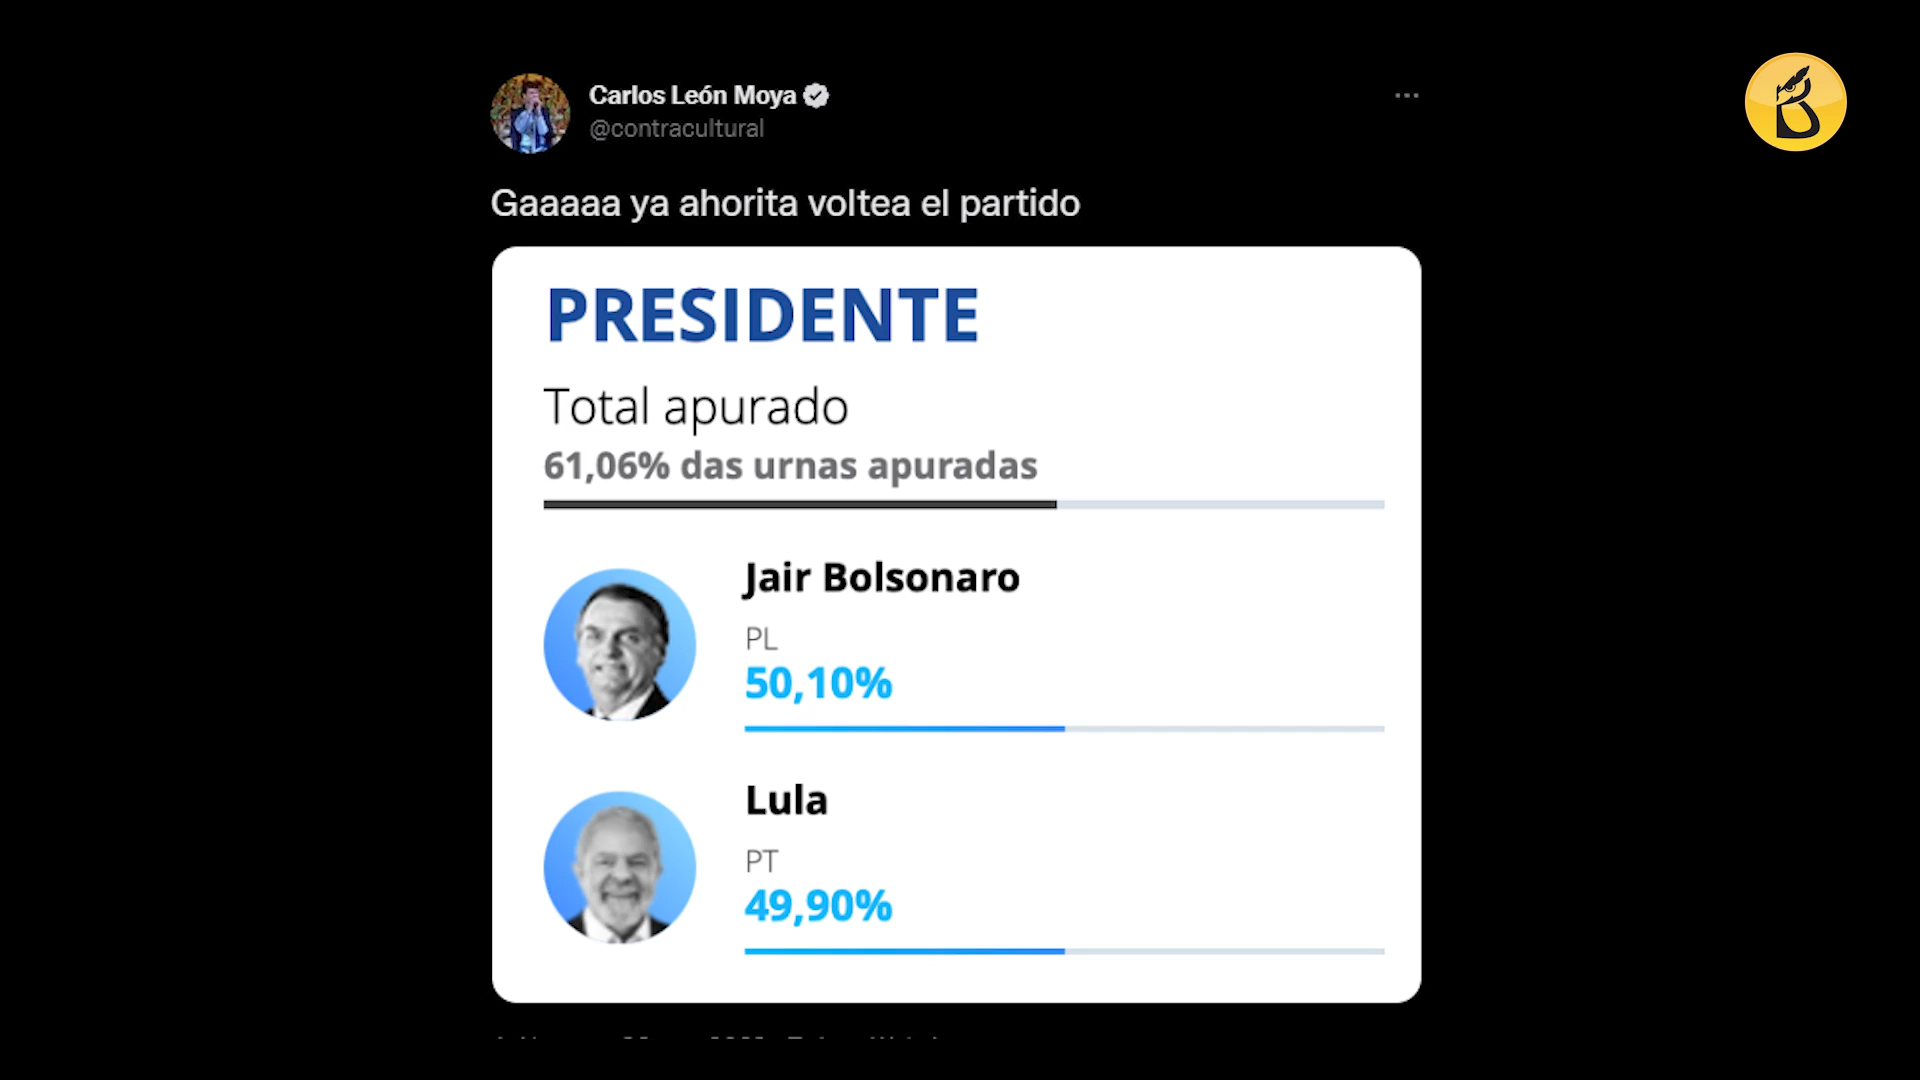 Carlos León Moya
@contracultural
Gaaaaa ya ahorita voltea el partido
PRESIDENTE
Total apurado
61,06% das urnas apuradas
Jair Bolsonaro
PL
50,10%
Lula
PT
49,90%